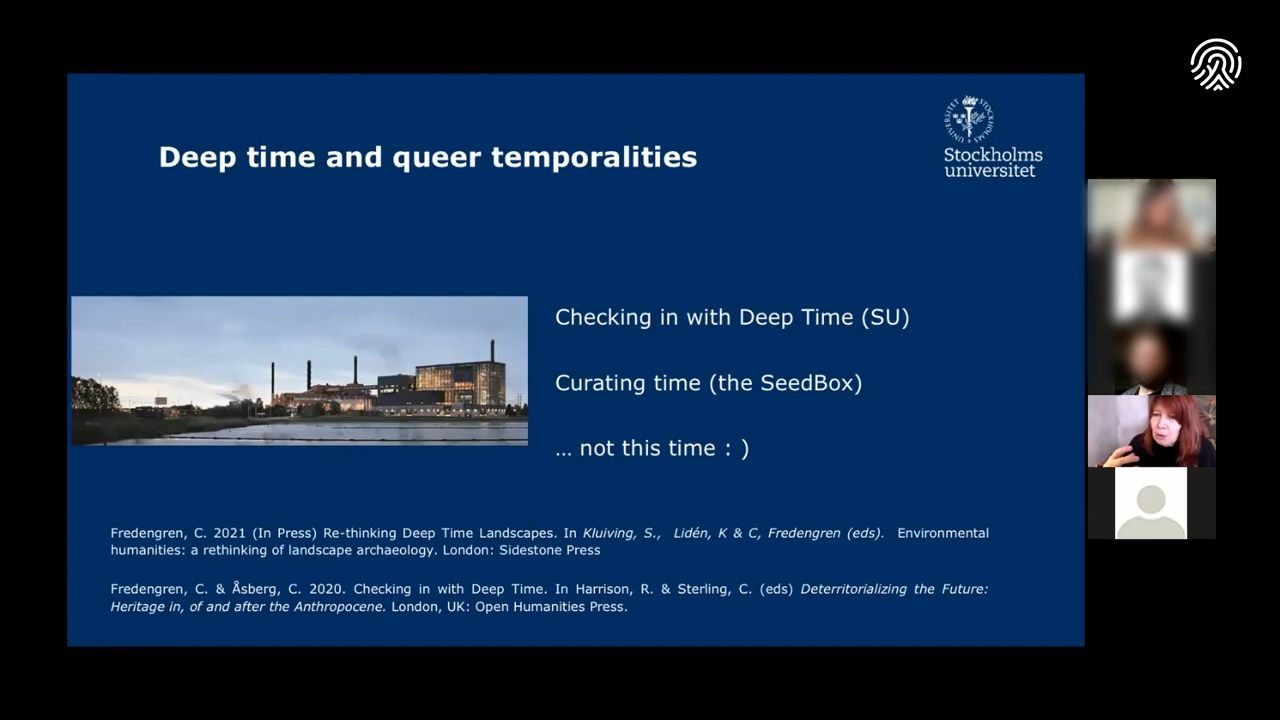 Deep time and queer temporalities
STOCKHOLMS UNIVERSITET
Stockholms
universitet
Checking in with Deep Time (SU)
Curating time (the SeedBox)
... not this time : )
Fredengren, C. 2021 (In Press) Re-thinking Deep Time Landscapes. In Kluiving, S., Lidén, K & C, Fredengren (eds). Environmental
humanities: a rethinking of landscape archaeology. London: Sidestone Press
Fredengren, C. & Åsberg, C. 2020. Checking in with Deep Time. In Harrison, R. & Sterling, C. (eds) Deterritorializing the Future:
Heritage in, of and after the Anthropocene. London, UK: Open Humanities Press.